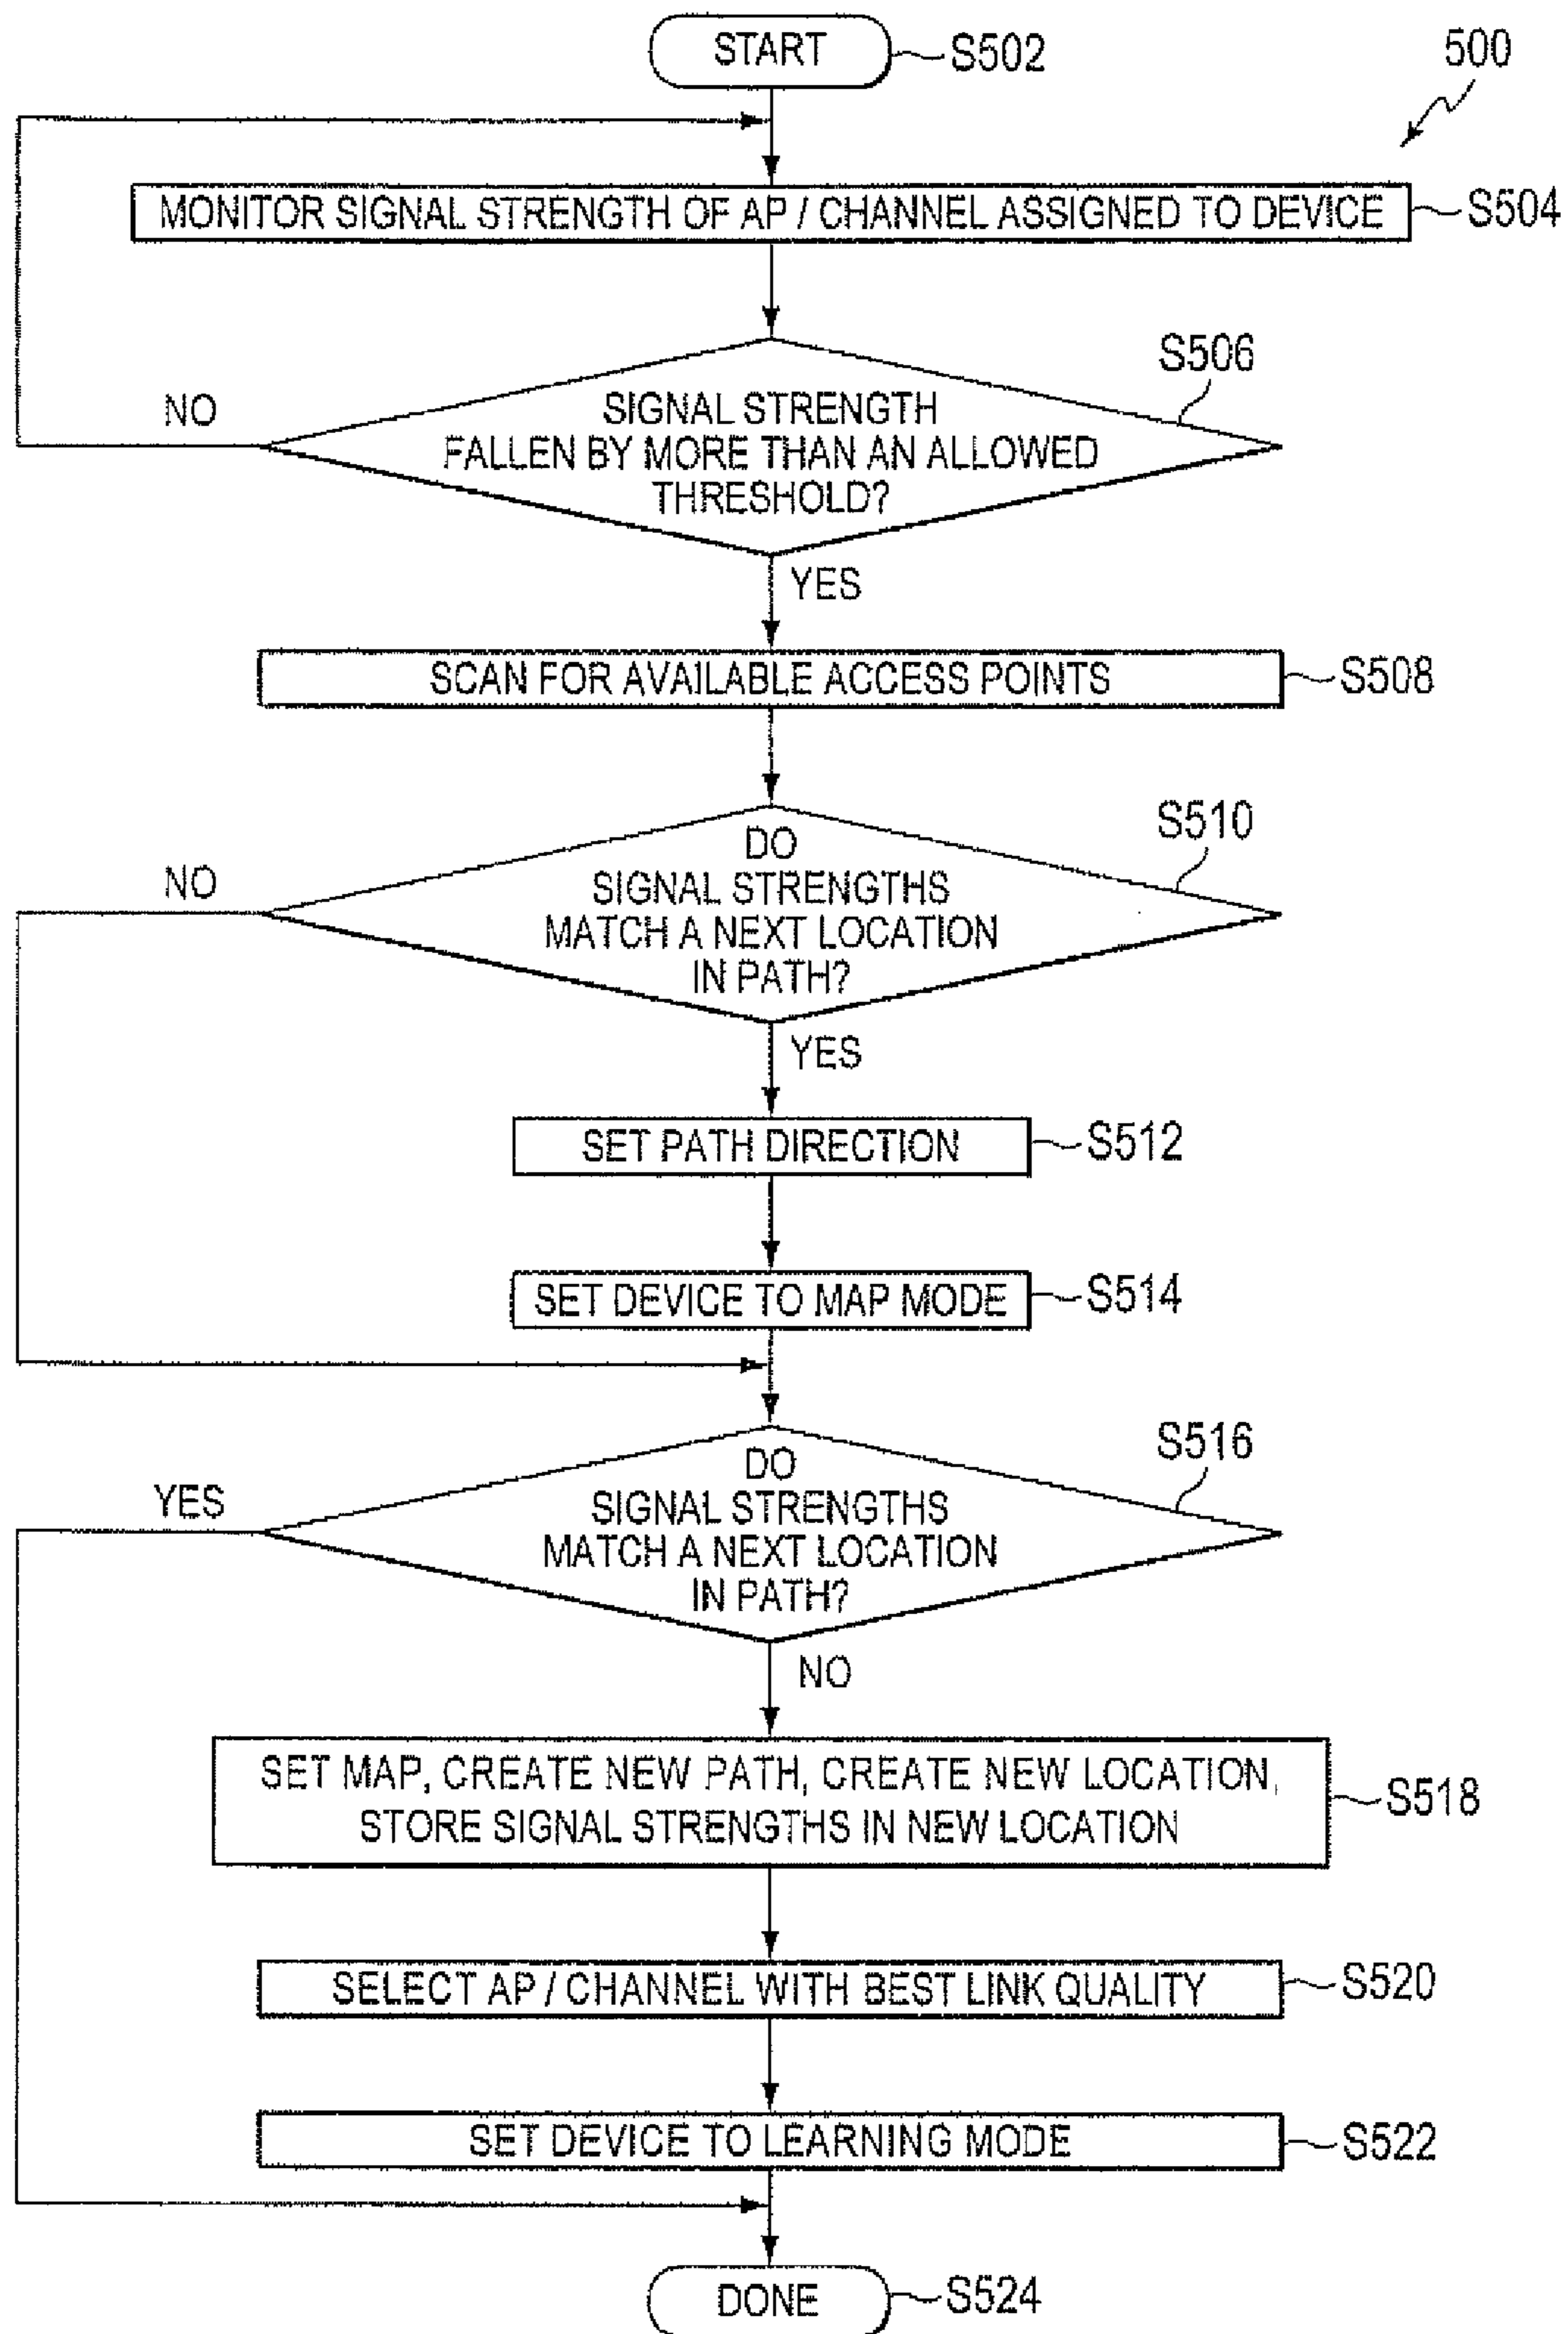 START
S502
500
MONITOR SIGNAL STRENGTH OF AP / CHANNEL ASSIGNED TO DEVICE
S504
S506
NO
SIGNAL STRENGTH
FALLEN BY MORE THAN AN ALLOWED
THRESHOLD?
YES
SCAN FOR AVAILABLE ACCESS POINTS
S508
S510
NO
DO
SIGNAL STRENGTHS
MATCH A NEXT LOCATION
IN PATH?
YES
SET PATH DIRECTION
S512
SET DEVICE TO MAP MODE
S514
S516
YES
DO
SIGNAL STRENGTHS
MATCH A NEXT LOCATION
IN PATH?
NO
SET MAP, CREATE NEW PATH, CREATE NEW LOCATION,
STORE SIGNAL STRENGTHS IN NEW LOCATION
S518
SELECT AP / CHANNEL WITH BEST LINK QUALITY
S520
SET DEVICE TO LEARNING MODE
S522
DONE
S524